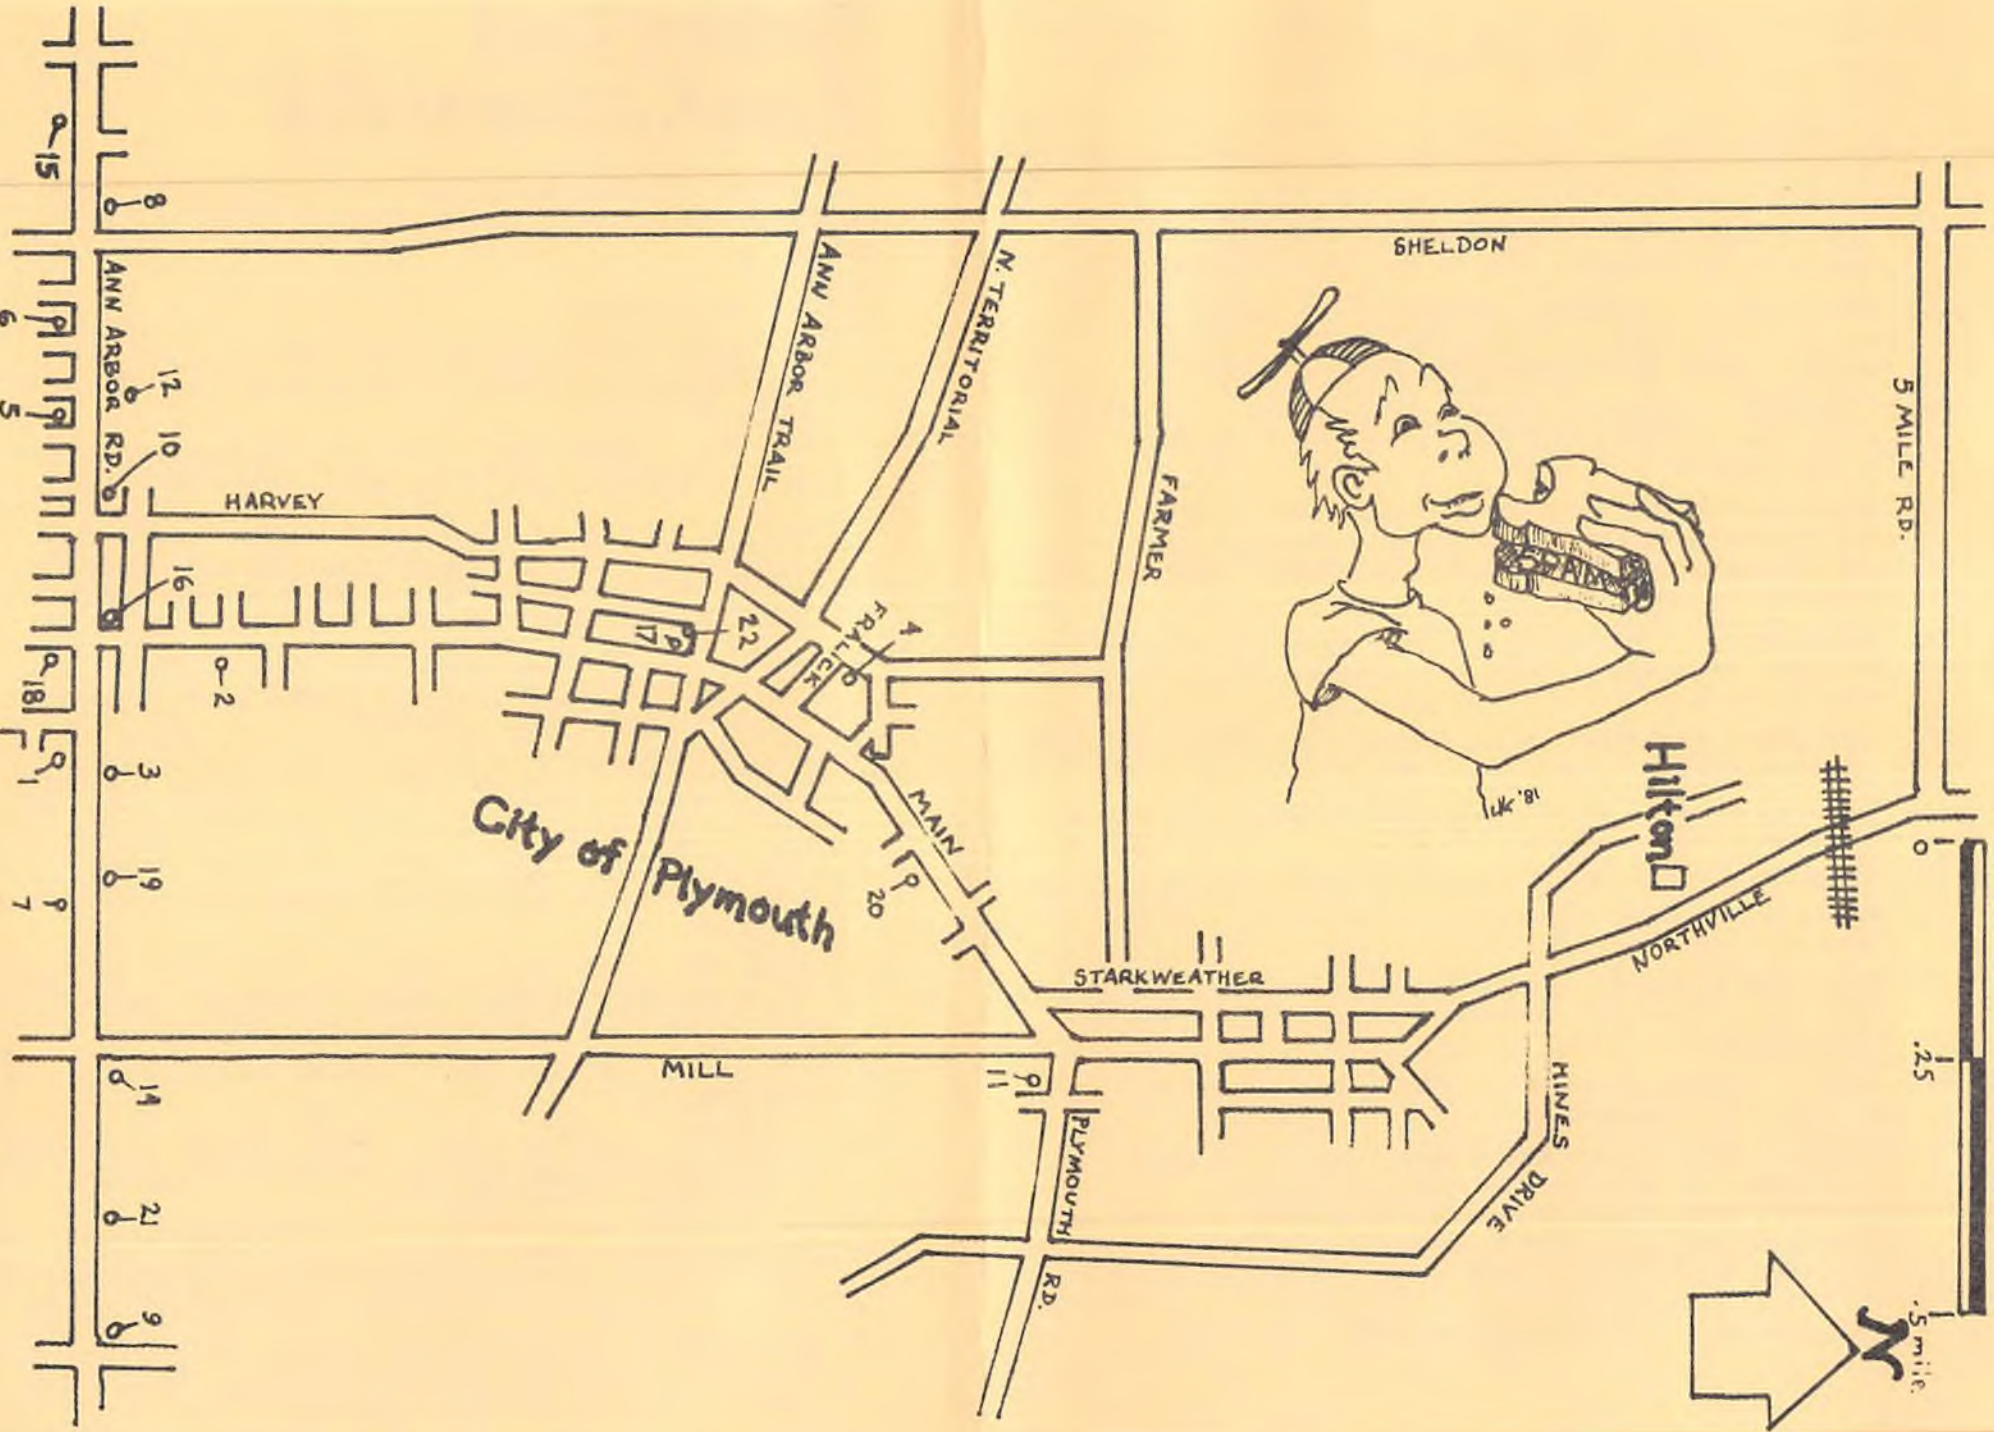 SHELDON
5 MILE RD.
ANN ARBOR TRAIL
N. TERRITORIAL
FARMER
HARVEY
ANN ARBOR RD.
FRALICK
MAIN
Hilton
SPAM
'81
NORTHVILLE
STARKWEATHER
HINES
DRIVE
MILL
PLYMOUTH
RD.
City of Plymouth
15
8
6
12
5
10
16
18
2
1
3
19
7
14
21
9
17
22
4
20
11
0
.25
.5 mile
N